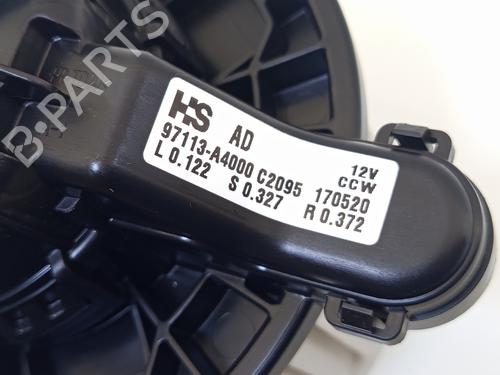 HS AD
97113-A4000 C2095 12V
CCW
170520
L 0.122 S 0.327 R 0.372
B-PARTS